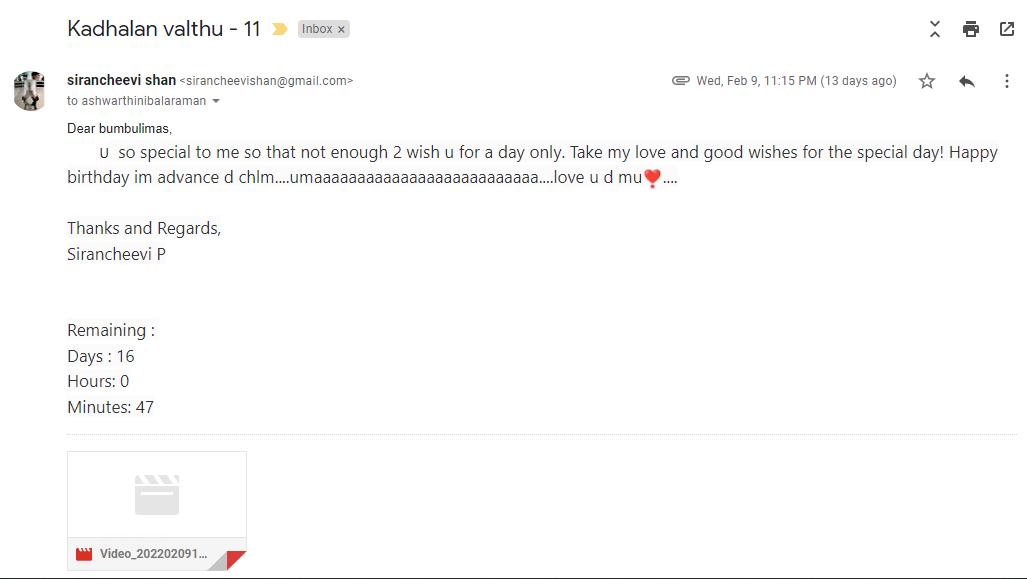 Kadhalan valthu - 11 Inbox x
sirancheevi shan <sirancheevishan@gmail.com> Wed, Feb 9, 11:15 PM (13 days ago)
to ashwarthinibalaraman
Dear bumbulimas,
U so special to me so that not enough 2 wish u for a day only. Take my love and good wishes for the special day! Happy
birthday im advance d chlm....umaaaaaaaaaaaaaaaaaaaaaaaaaa....love u d mu❣️....
Thanks and Regards,
Sirancheevi P
Remaining :
Days : 16
Hours: 0
Minutes: 47
Video_202202091...